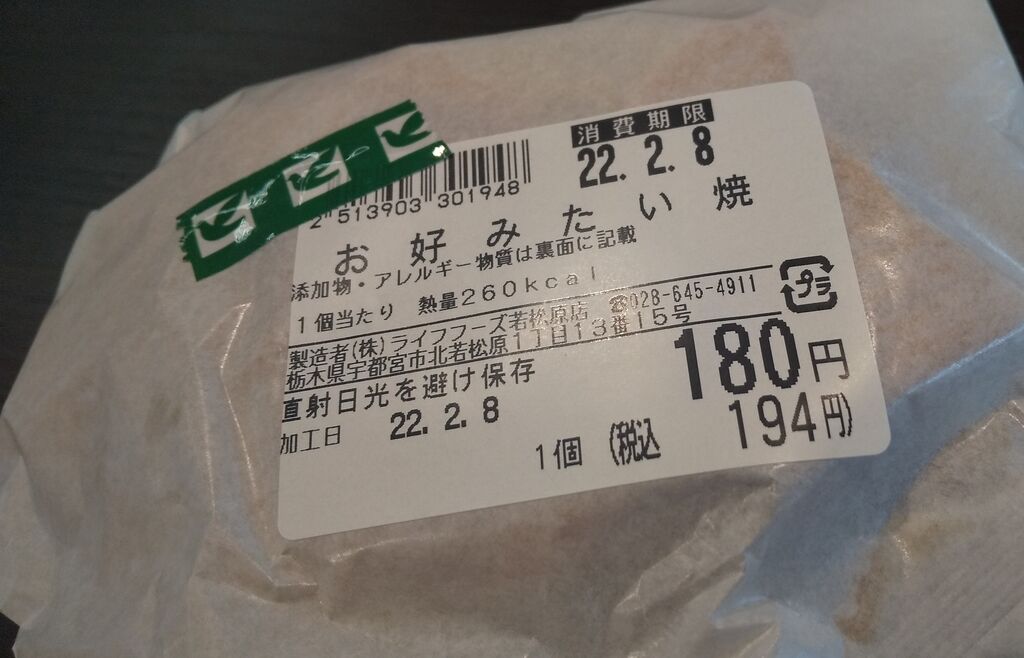 消費期限
22. 2. 8
2 513903 301948
お好みたい焼
添加物・アレルギー物質は裏面に記載
1個当たり 熱量260kcal
製造者(株)ライフフーズ若松原店 ☎028-645-4911
栃木県宇都宮市北若松原1丁目13番15号
プラ
直射日光を避け保存
180円
加工日 22. 2. 8
1個 (税込 194円)